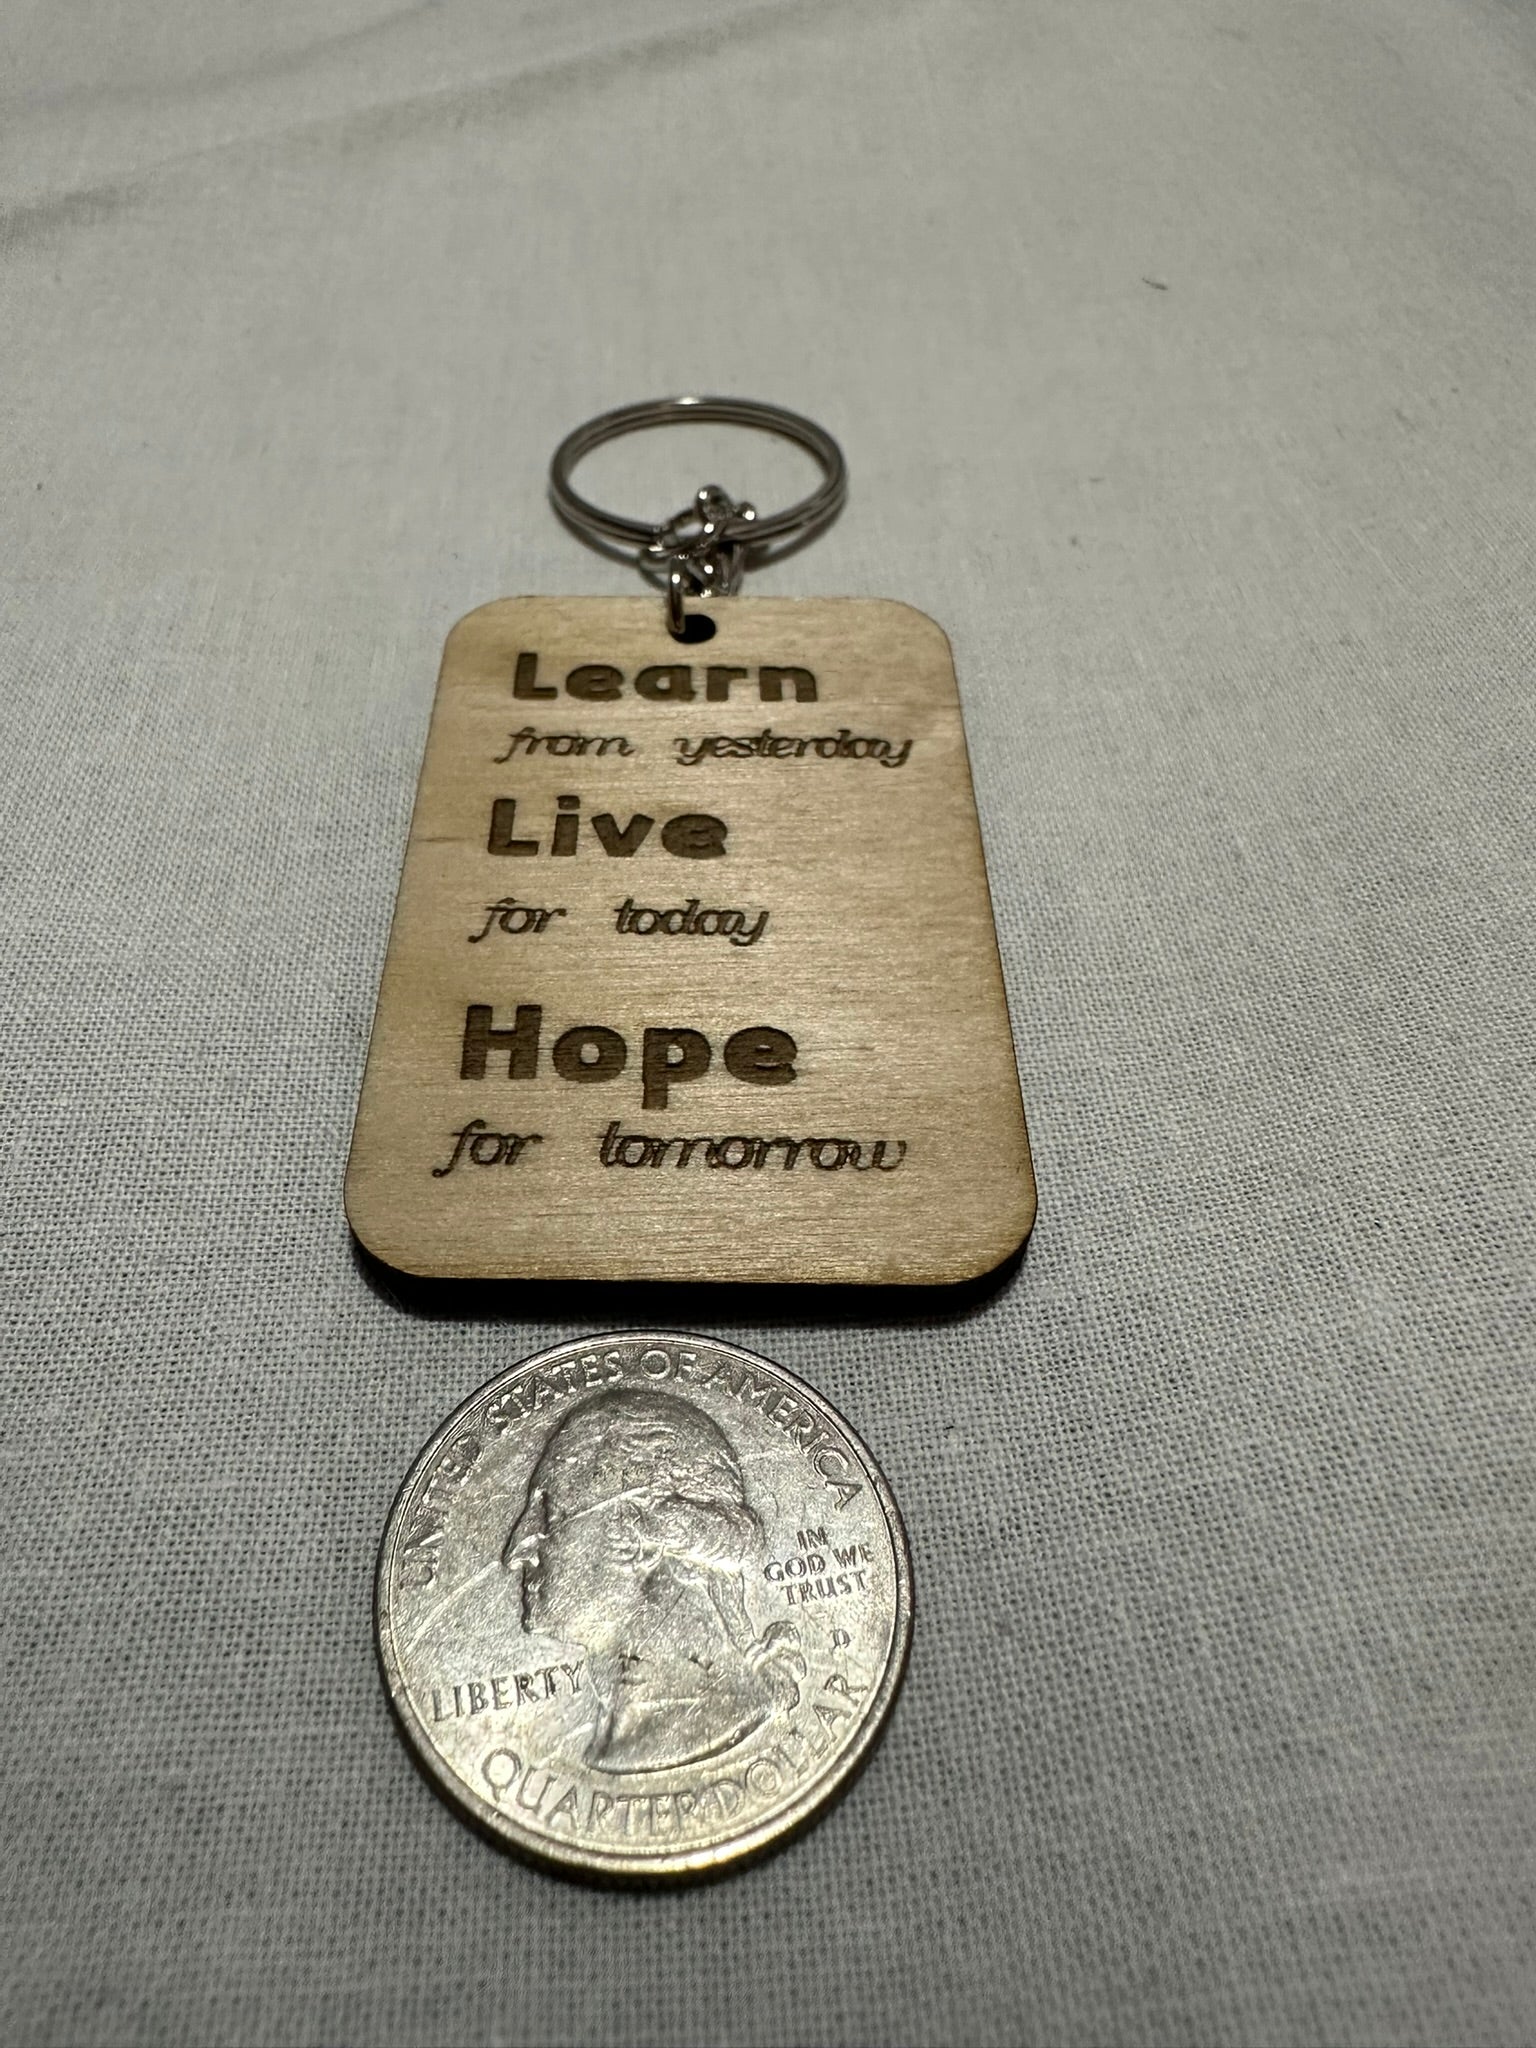 Learn
from yesterday
Live
for today
Hope
for tomorrow
UNITED STATES OF AMERICA
IN
GOD WE
TRUST
D
LIBERTY
QUARTER DOLLAR